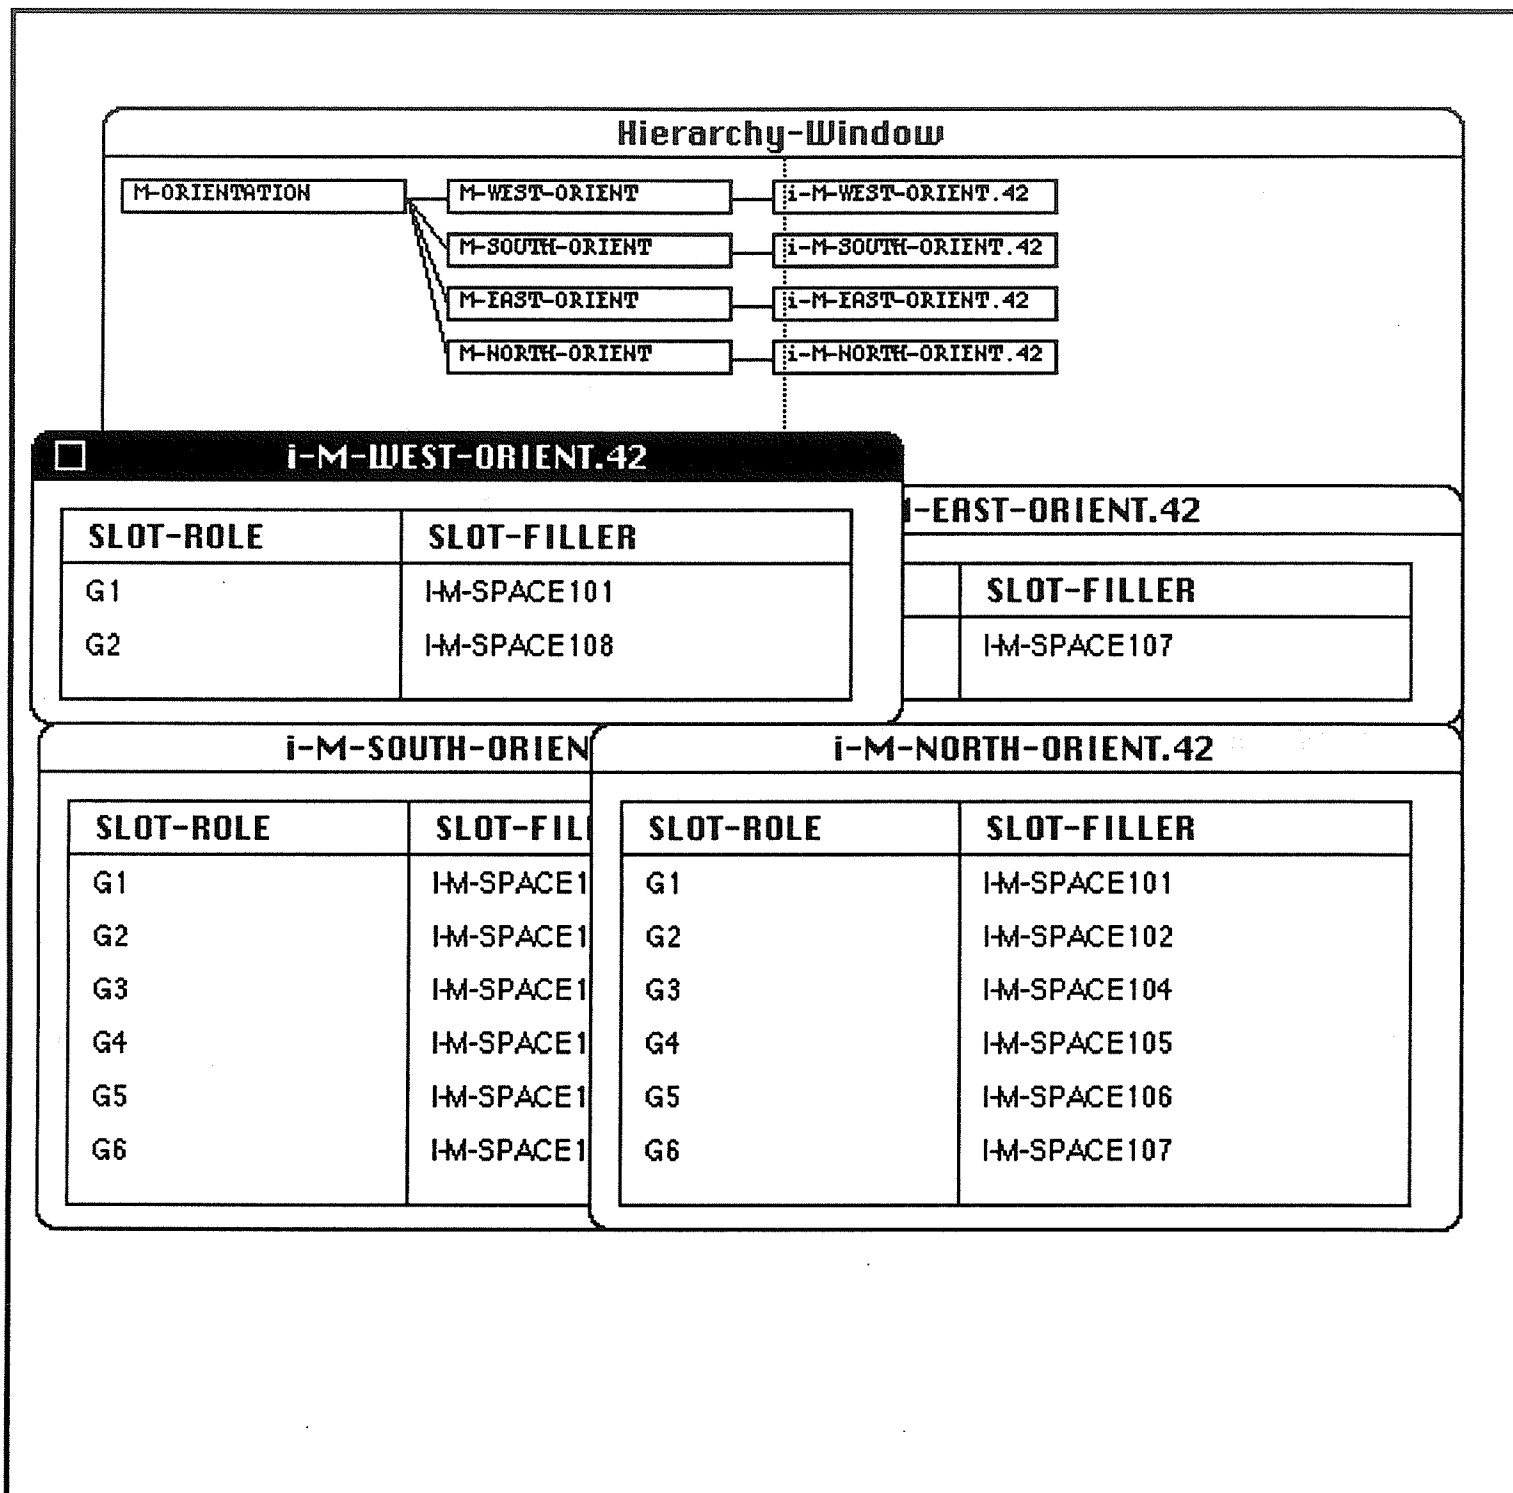 Hierarchy-Window
M-ORIENTATION M-WEST-ORIENT i-M-WEST-ORIENT.42
M-SOUTH-ORIENT i-M-SOUTH-ORIENT.42
M-EAST-ORIENT i-M-EAST-ORIENT.42
M-NORTH-ORIENT i-M-NORTH-ORIENT.42
i-M-WEST-ORIENT.42
SLOT-ROLE SLOT-FILLER
G1 I-M-SPACE101
G2 I-M-SPACE108
-EAST-ORIENT.42
SLOT-FILLER
I-M-SPACE107
i-M-SOUTH-ORIEN
SLOT-ROLE SLOT-FIL
G1 I-M-SPACE1
G2 I-M-SPACE1
G3 I-M-SPACE1
G4 I-M-SPACE1
G5 I-M-SPACE1
G6 I-M-SPACE1
i-M-NORTH-ORIENT.42
SLOT-ROLE SLOT-FILLER
G1 I-M-SPACE101
G2 I-M-SPACE102
G3 I-M-SPACE104
G4 I-M-SPACE105
G5 I-M-SPACE106
G6 I-M-SPACE107